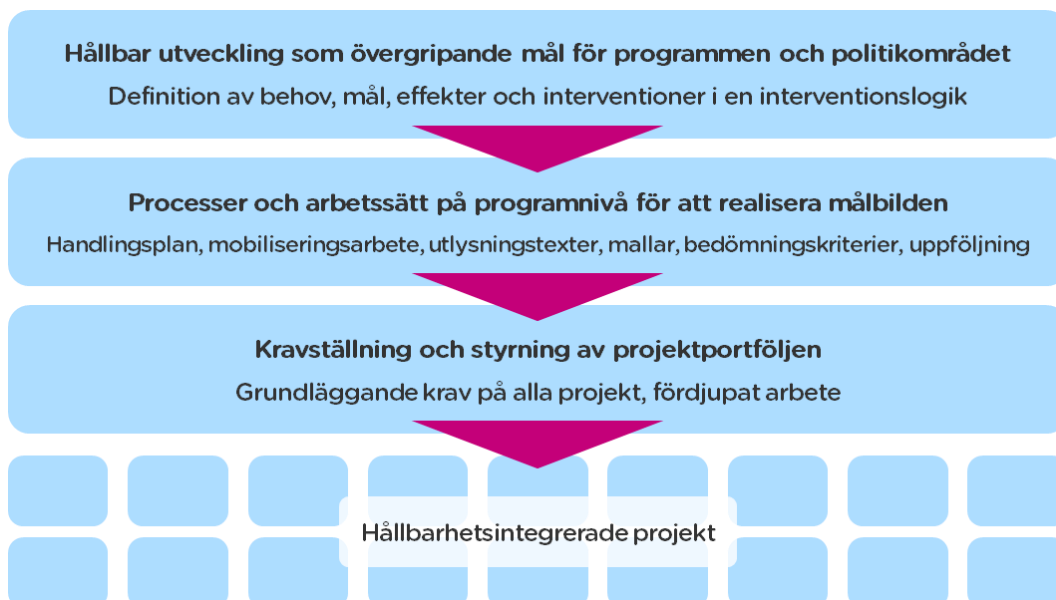 Hållbar utveckling som övergripande mål för programmen och politikområdet
Definition av behov, mål, effekter och interventioner i en interventionslogik
Processer och arbetssätt på programnivå för att realisera målbilden
Handlingsplan, mobiliseringsarbete, utlysningstexter, mallar, bedömningskriterier, uppföljning
Kravställning och styrning av projektportföljen
Grundläggande krav på alla projekt, fördjupat arbete
Hållbarhetsintegrerade projekt